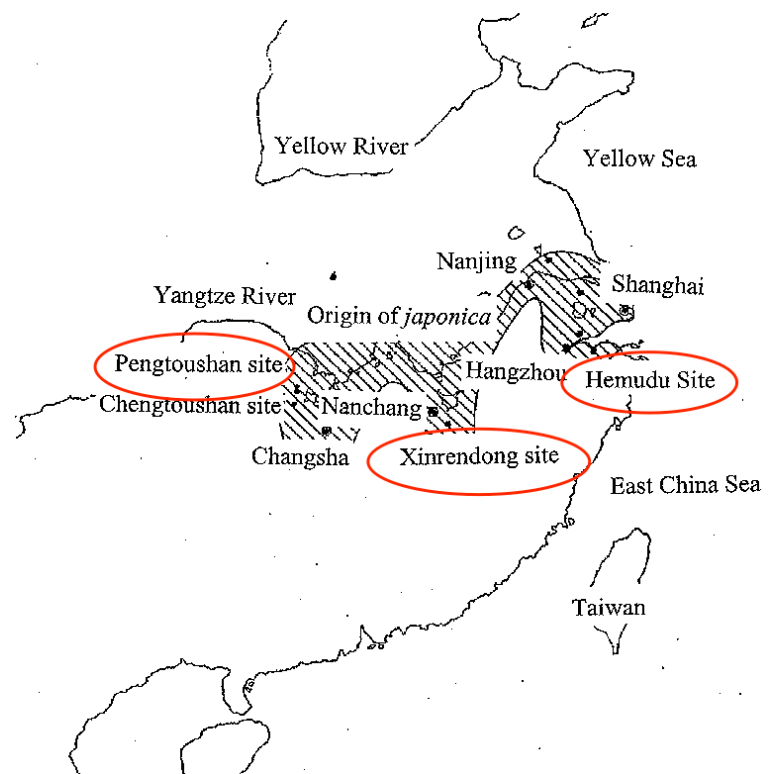 Yellow River
Yellow Sea
Nanjing
Shanghai
Yangtze River
Origin of japonica
Pengtoushan site
Hangzhou
Hemudu Site
Chengtoushan site
Nanchang
Changsha
Xinrendong site
East China Sea
Taiwan